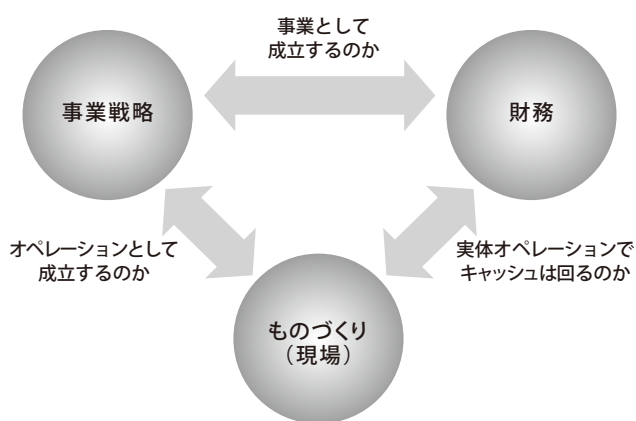 事業として
成立するのか
事業戦略
財務
オペレーションとして
成立するのか
実体オペレーションで
キャッシュは回るのか
ものづくり
（現場）